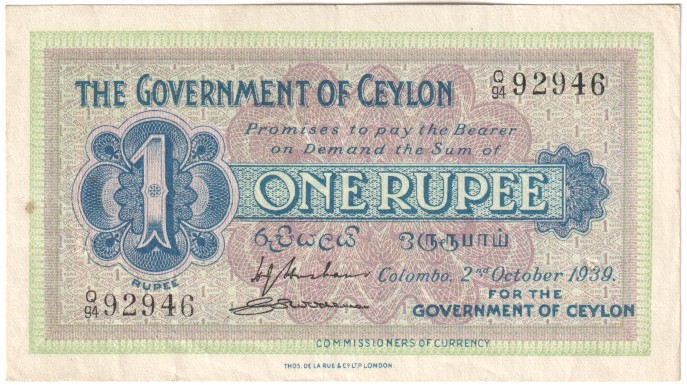 THE GOVERNMENT OF CEYLON
Q/94 92946
Promises to pay the Bearer
on Demand the Sum of
1
ONE RUPEE
රුපියලයි ஒருரூபாய்
RUPEE
Colombo. 2nd October 1939.
FOR THE
GOVERNMENT OF CEYLON
Q/94 92946
COMMISSIONERS OF CURRENCY
THOS. DE LA RUE & CO. LTD. LONDON.